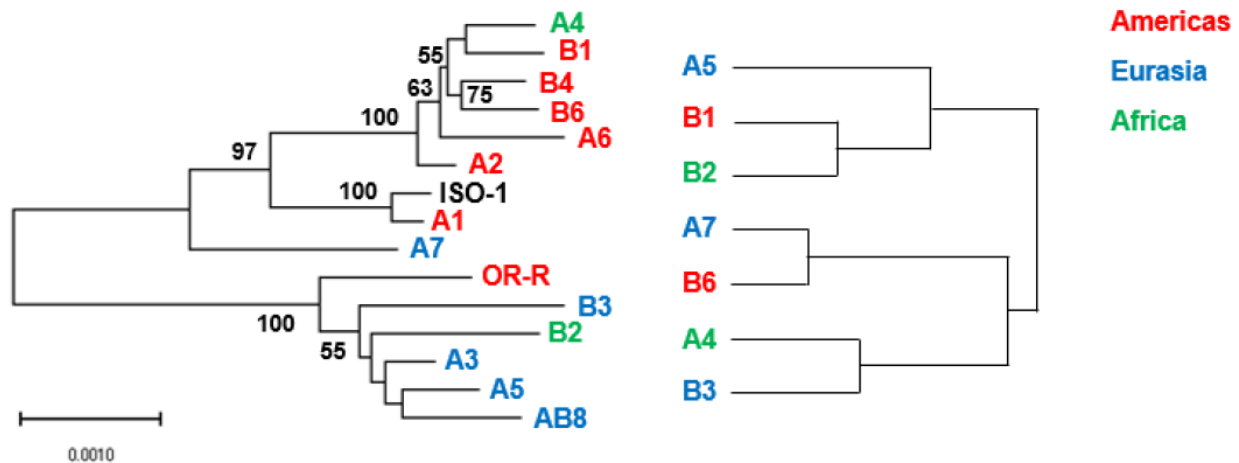 A4
B1
55
B4
63
75
B6
100
A6
97
A2
100
ISO-1
A1
A7
OR-R
B3
100
B2
55
A3
A5
AB8
0.0010
A5
B1
B2
A7
B6
A4
B3
Americas
Eurasia
Africa